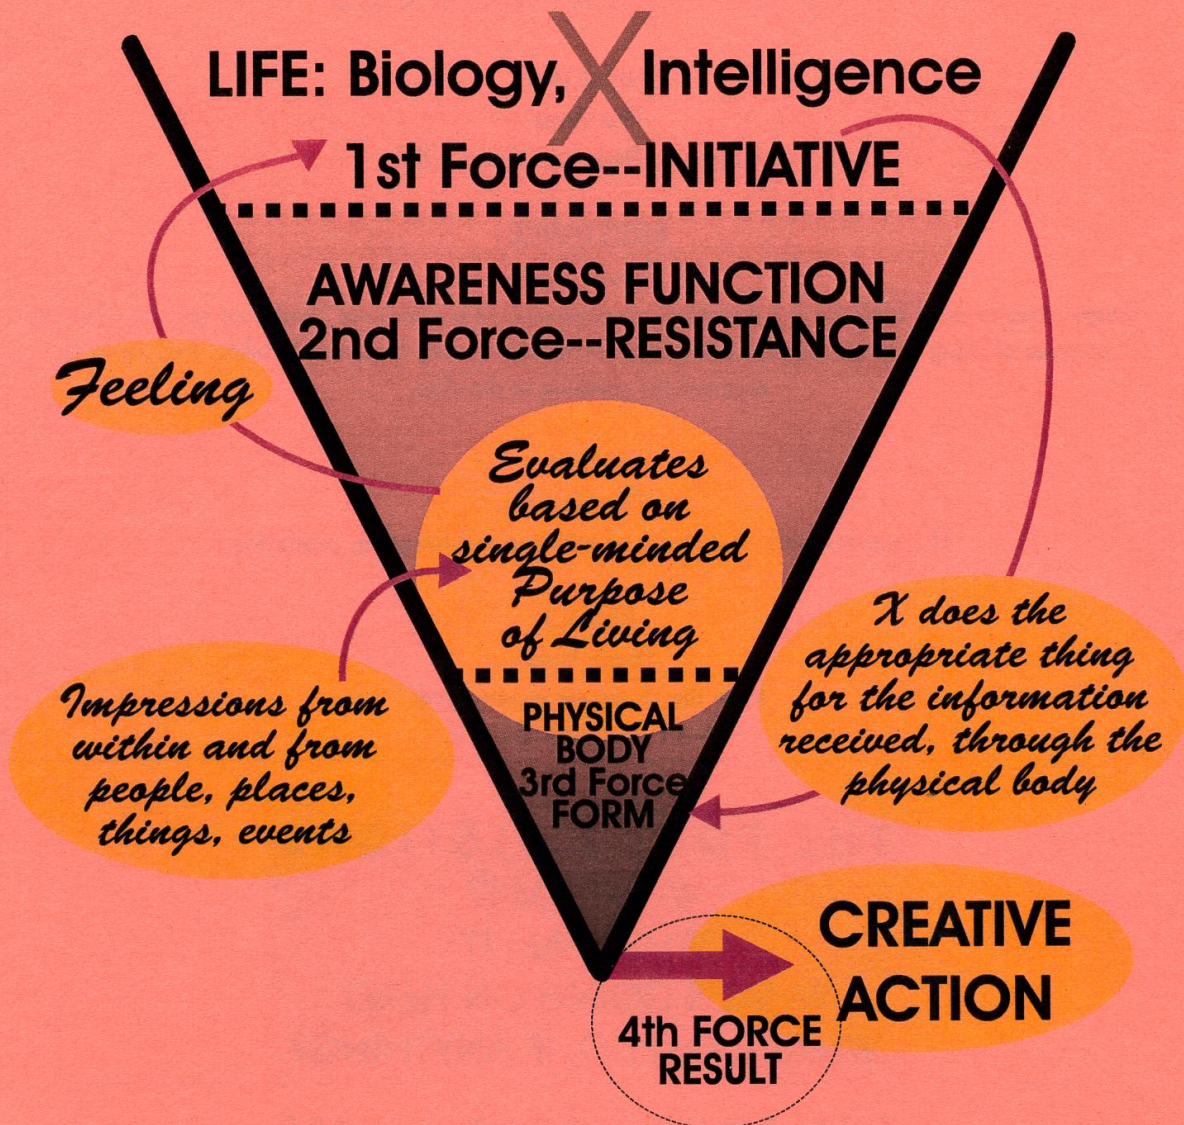 LIFE: Biology, X Intelligence
1st Force--INITIATIVE
AWARENESS FUNCTION
2nd Force--RESISTANCE
Feeling
Evaluates
based on
single-minded
Purpose
of Living
Impressions from
within and from
people, places,
things, events
X does the
appropriate thing
for the information
received, through the
physical body
PHYSICAL
BODY
3rd Force
FORM
CREATIVE
ACTION
4th FORCE
RESULT